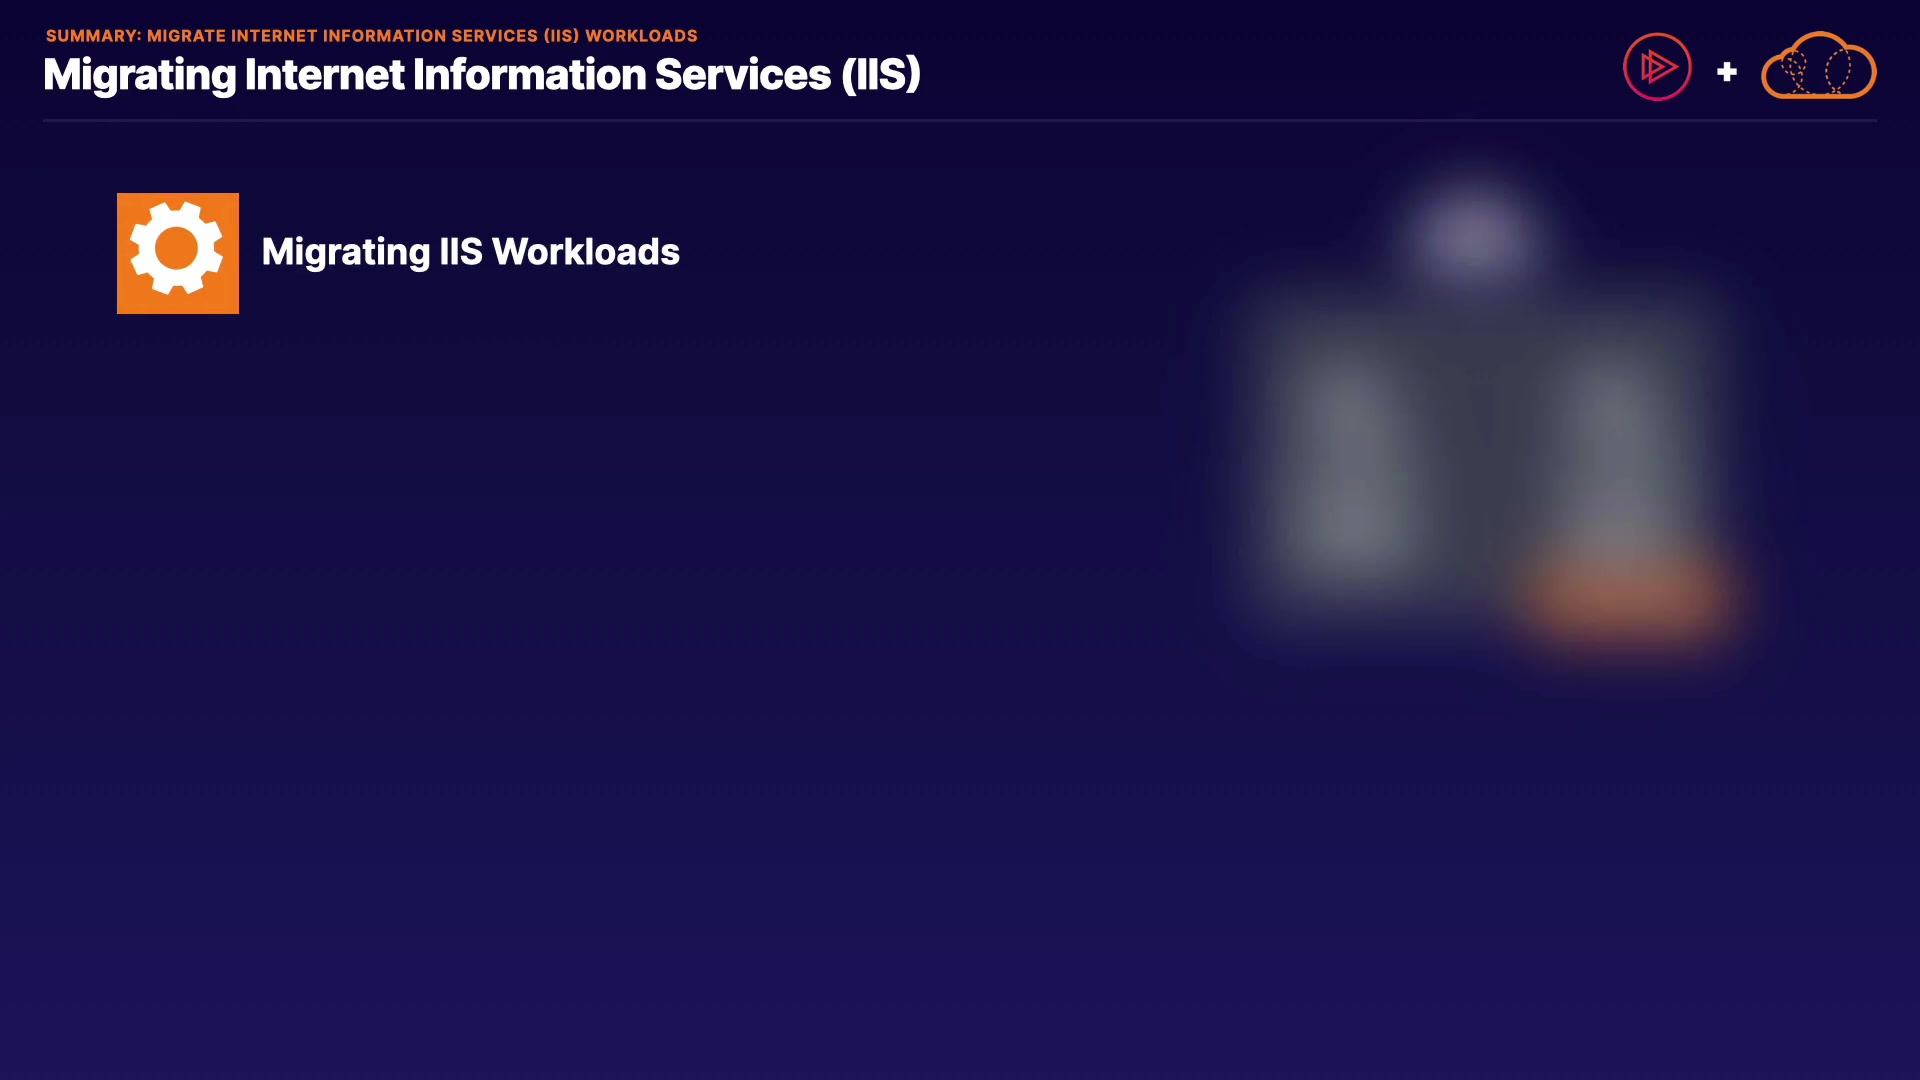 SUMMARY: MIGRATE INTERNET INFORMATION SERVICES (IIS) WORKLOADS
Migrating Internet Information Services (IIS)
+
Migrating IIS Workloads